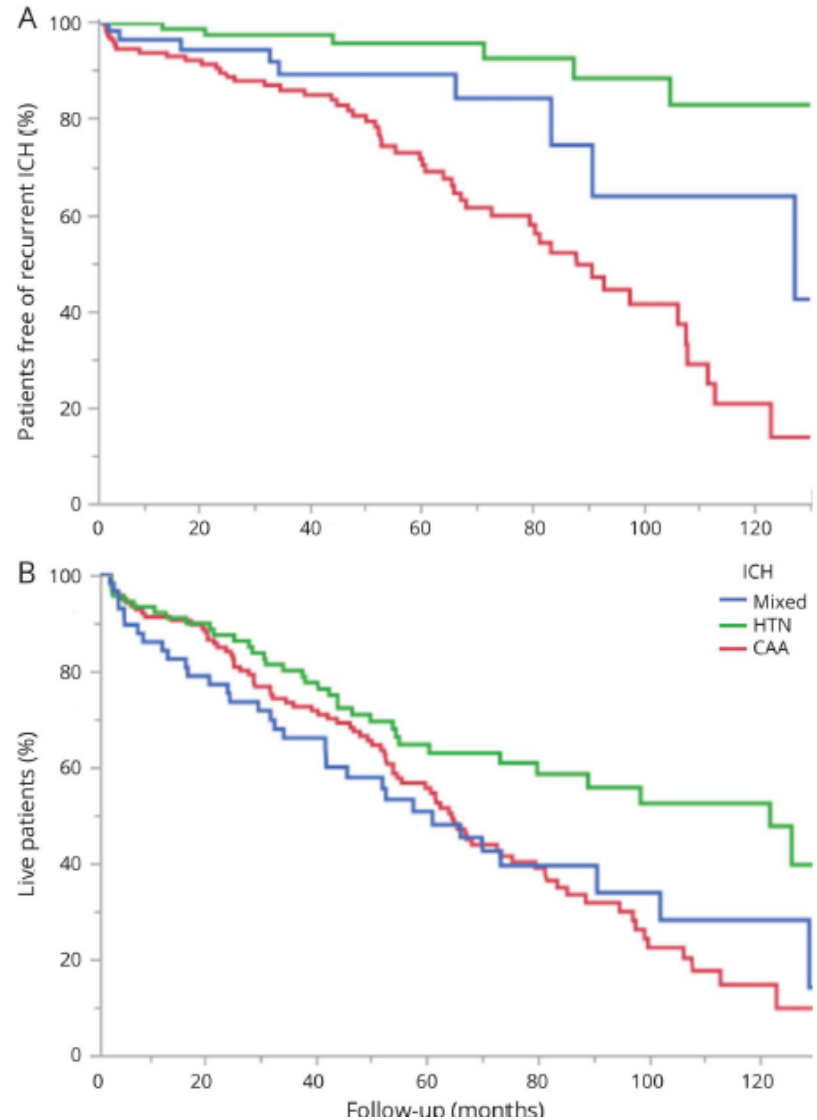 A
100
80
60
40
20
0
Patients free of recurrent ICH (%)
0 20 40 60 80 100 120
B
100
80
60
40
20
0
Live patients (%)
ICH
Mixed
HTN
CAA
0 20 40 60 80 100 120
Follow-up (months)